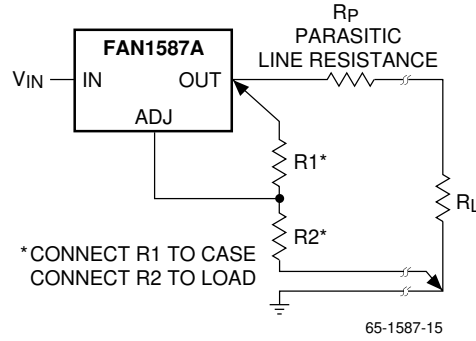 RP
PARASITIC
LINE RESISTANCE
FAN1587A
VIN
IN
OUT
ADJ
R1*
RL
R2*
*CONNECT R1 TO CASE
CONNECT R2 TO LOAD
65-1587-15